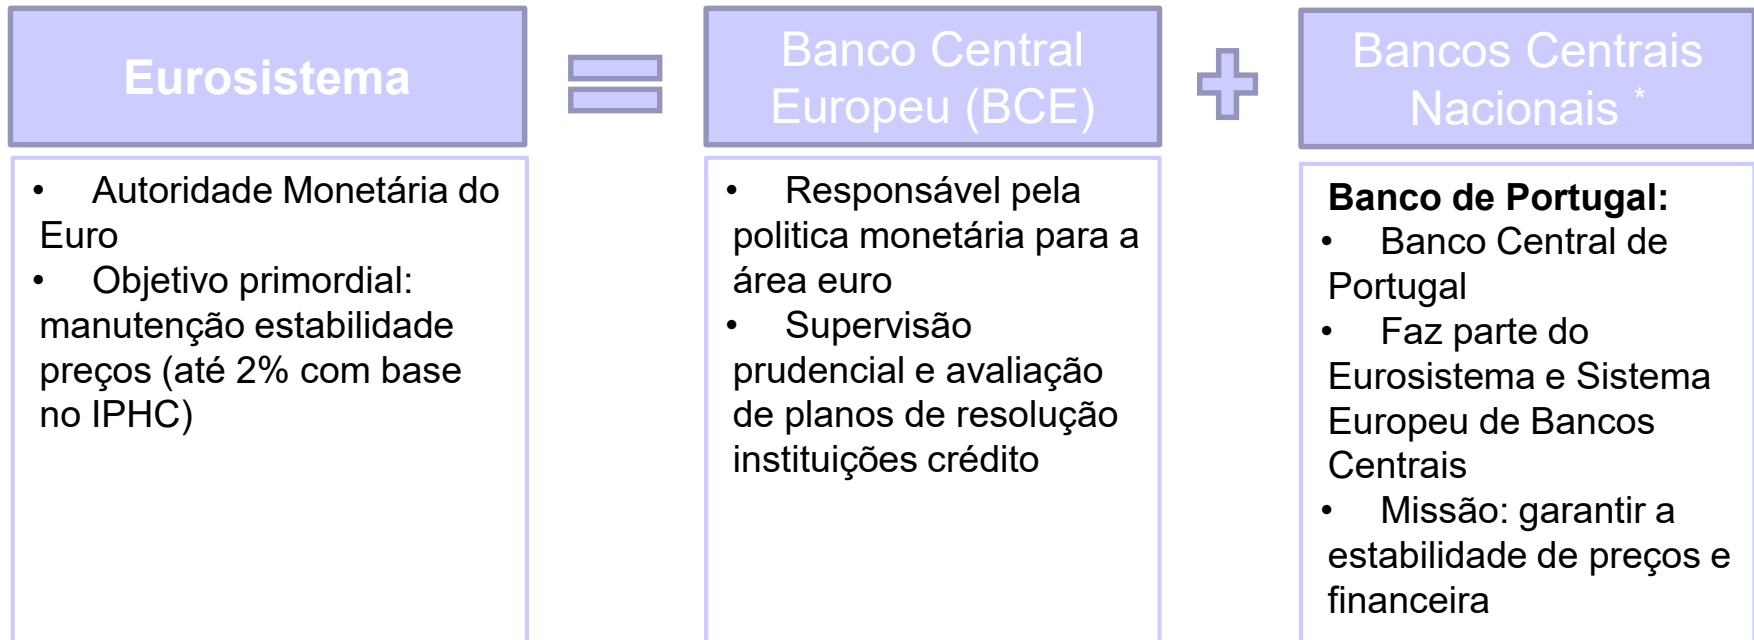 Eurosistema
Banco Central
Europeu (BCE)
Bancos Centrais
Nacionais *
• Autoridade Monetária do
Euro
• Objetivo primordial:
manutenção estabilidade
preços (até 2% com base
no IPHC)
• Responsável pela
politica monetária para a
área euro
• Supervisão
prudencial e avaliação
de planos de resolução
instituições crédito
Banco de Portugal:
• Banco Central de
Portugal
• Faz parte do
Eurosistema e Sistema
Europeu de Bancos
Centrais
• Missão: garantir a
estabilidade de preços e
financeira